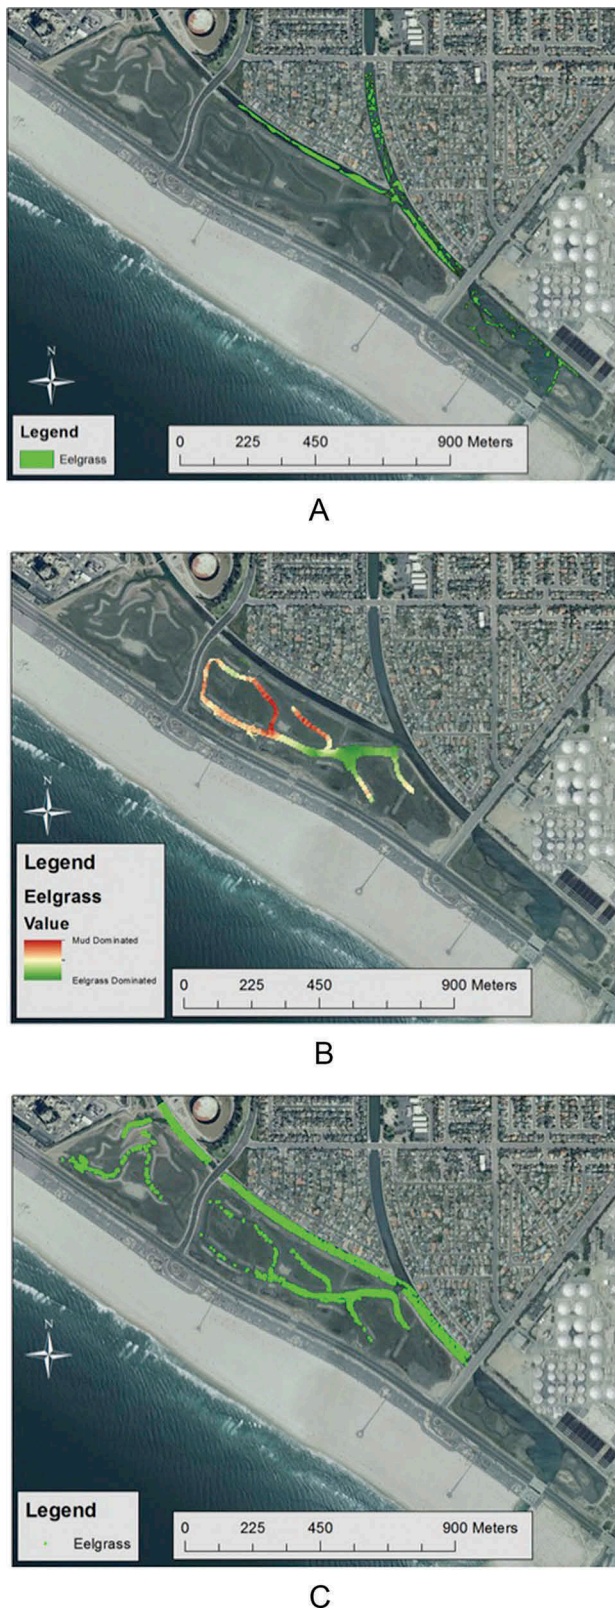 N
Legend
Eelgrass
0 225 450 900 Meters
A
N
Legend
Eelgrass
Value
Mud Dominated
Eelgrass Dominated
0 225 450 900 Meters
B
N
Legend
Eelgrass
0 225 450 900 Meters
C